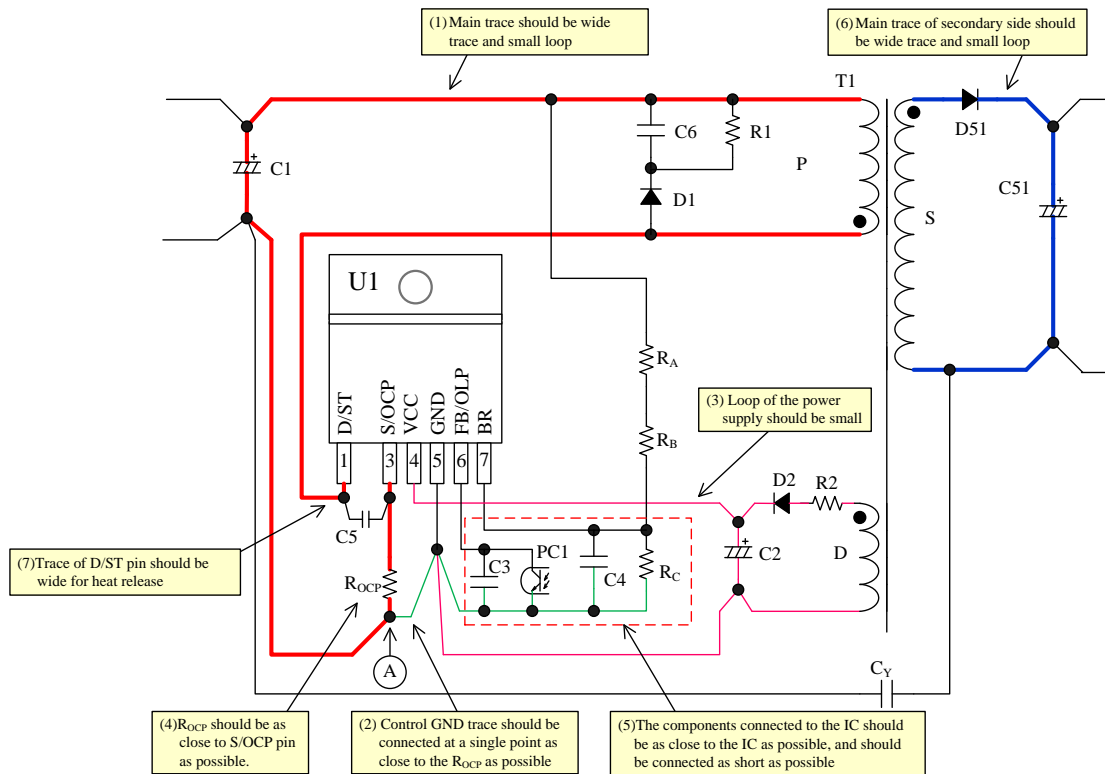 (1) Main trace should be wide
trace and small loop
(6) Main trace of secondary side should
be wide trace and small loop
T1
D51
C6
R1
P
C1
D1
C51
S
U1
D/ST
S/OCP
VCC
GND
FB/OLP
BR
1
3
4
5
6
7
RA
RB
(3) Loop of the power
supply should be small
D2
R2
C5
(7)Trace of D/ST pin should be
wide for heat release
PC1
C3
C4
RC
C2
D
ROCP
A
CY
(4)ROCP should be as
close to S/OCP pin
as possible.
(2) Control GND trace should be
connected at a single point as
close to the ROCP as possible
(5)The components connected to the IC should
be as close to the IC as possible, and should
be connected as short as possible